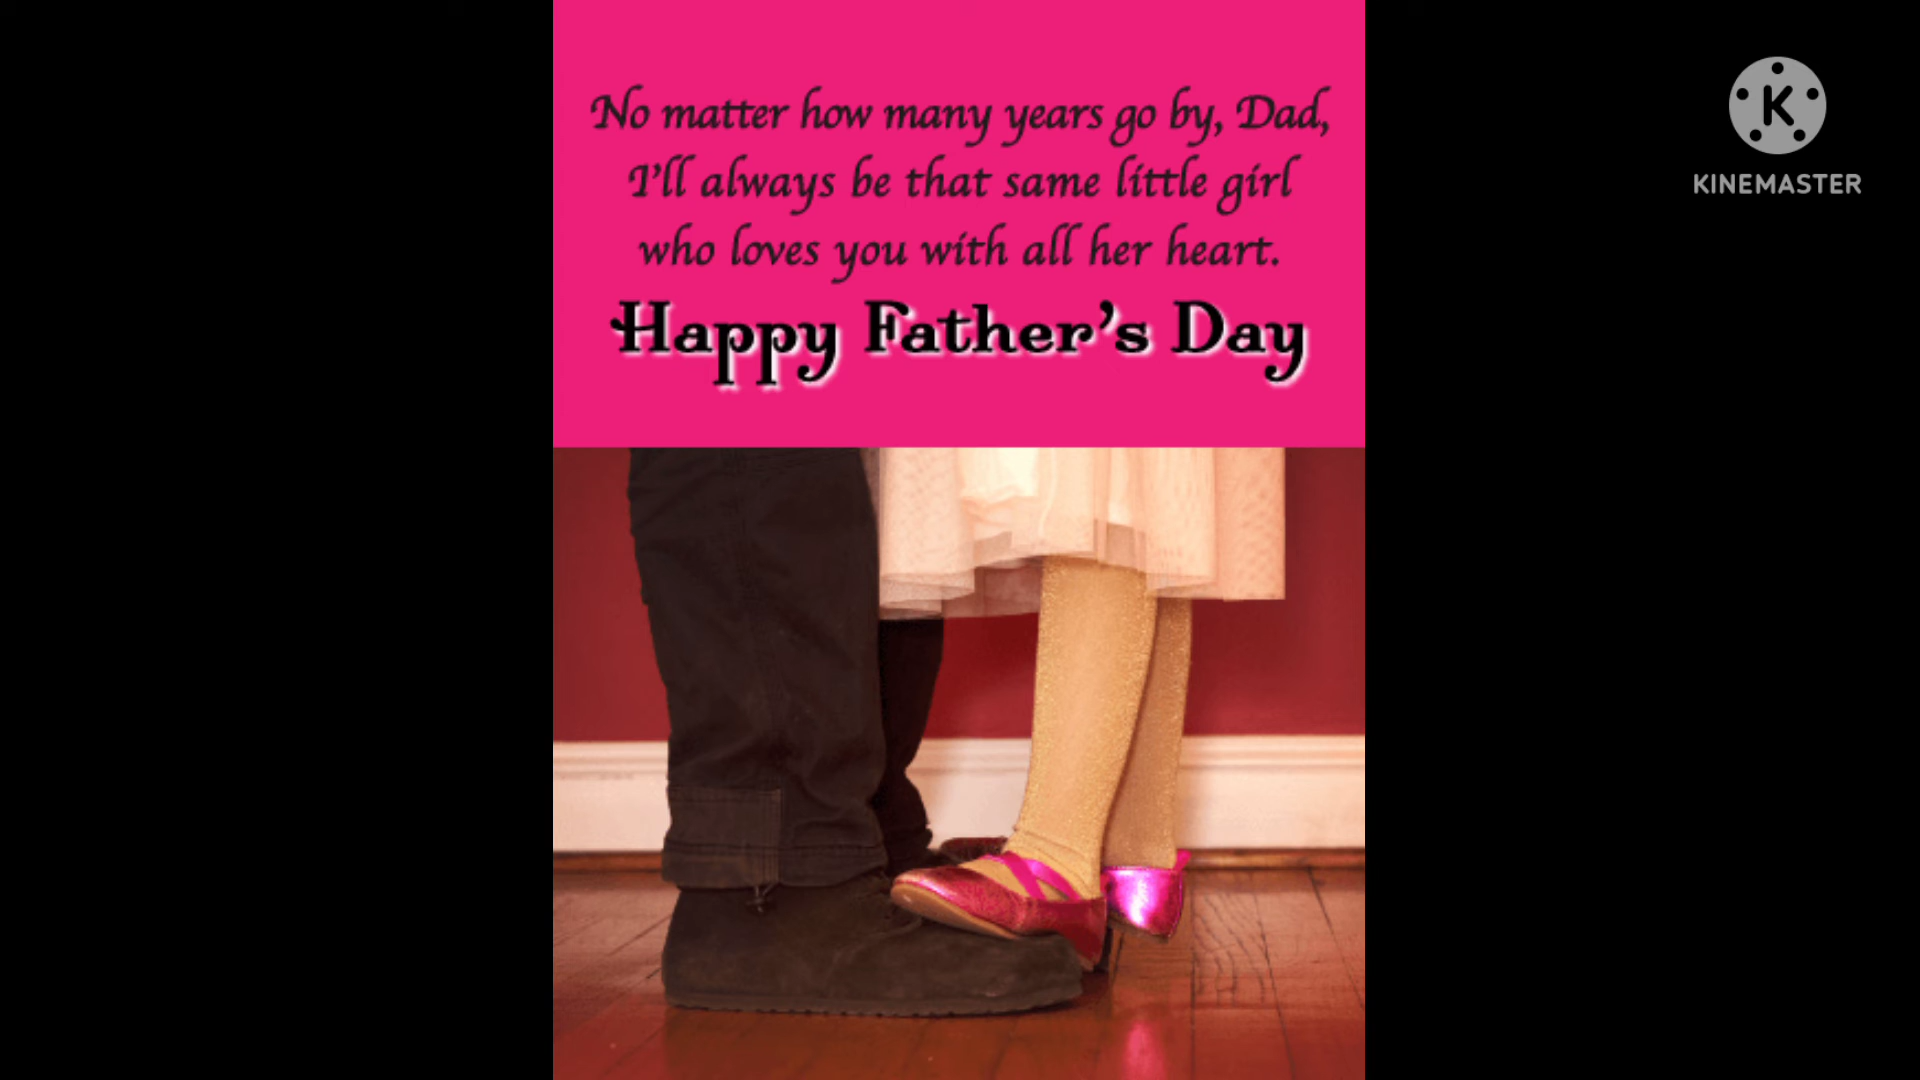 No matter how many years go by, Dad,
I'll always be that same little girl
who loves you with all her heart.
Happy Father's Day
K
KINEMASTER